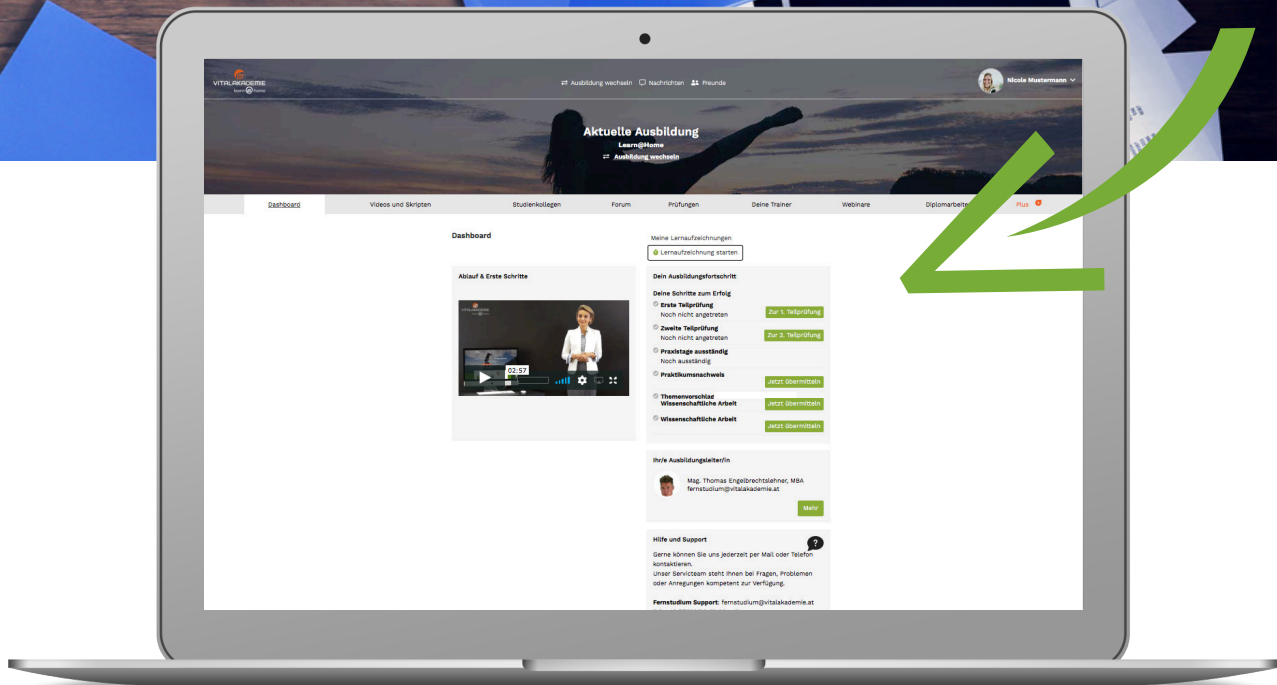 VITALAKADEMIE
learn@home
Ausbildung wechseln Nachrichten Freunde
Nicole Mustermann
Aktuelle Ausbildung
Learn@Home
Ausbildung wechseln
Dashboard Videos und Skripten Studienkollegen Forum Prüfungen Deine Trainer Webinare Diplomarbeite Plus
Dashboard
Meine Lernaufzeichnungen
Lernaufzeichnung starten
Ablauf & Erste Schritte
VITALAKADEMIE
02:57
Dein Ausbildungsfortschritt
Deine Schritte zum Erfolg
Erste Teilprüfung
Noch nicht angetreten
Zur 1. Teilprüfung
Zweite Teilprüfung
Noch nicht angetreten
Zur 2. Teilprüfung
Praxistage ausständig
Noch ausständig
Praktikumsnachweis
Jetzt übermitteln
Themenvorschlag
Wissenschaftliche Arbeit
Jetzt übermitteln
Wissenschaftliche Arbeit
Jetzt übermitteln
Ihr/e Ausbildungsleiter/in
Mag. Thomas Engelbrechtslehner, MBA
fernstudium@vitalakademie.at
Mehr
Hilfe und Support
?
Gerne können Sie uns jederzeit per Mail oder Telefon
kontaktieren.
Unser Servicteam steht Ihnen bei Fragen, Problemen
oder Anregungen kompetent zur Verfügung.
Fernstudium Support: fernstudium@vitalakademie.at